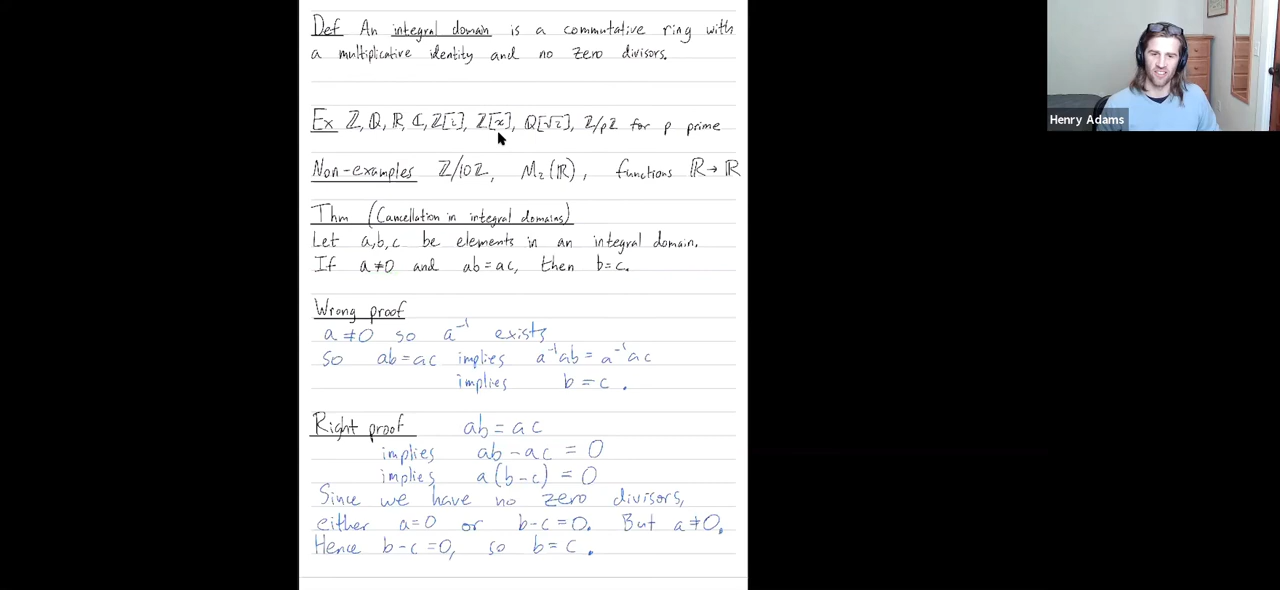 Def An integral domain is a commutative ring with
a multiplicative identity and no zero divisors.
Ex ℤ, ℚ, ℝ, ℂ, ℤ[i], ℤ[x], ℚ[√2], ℤ/pℤ for p prime
Non-examples ℤ/10ℤ, M₂(ℝ), functions ℝ→ℝ
Thm (Cancellation in integral domains)
Let a,b,c be elements in an integral domain.
If a≠0 and ab=ac, then b=c.
Wrong proof
a≠0 so a⁻¹ exists
So ab=ac implies a⁻¹ab=a⁻¹ac
implies b=c.
Right proof ab=ac
implies ab-ac=0
implies a(b-c)=0
Since we have no zero divisors,
either a=0 or b-c=0. But a≠0.
Hence b-c=0, so b=c.
Henry Adams